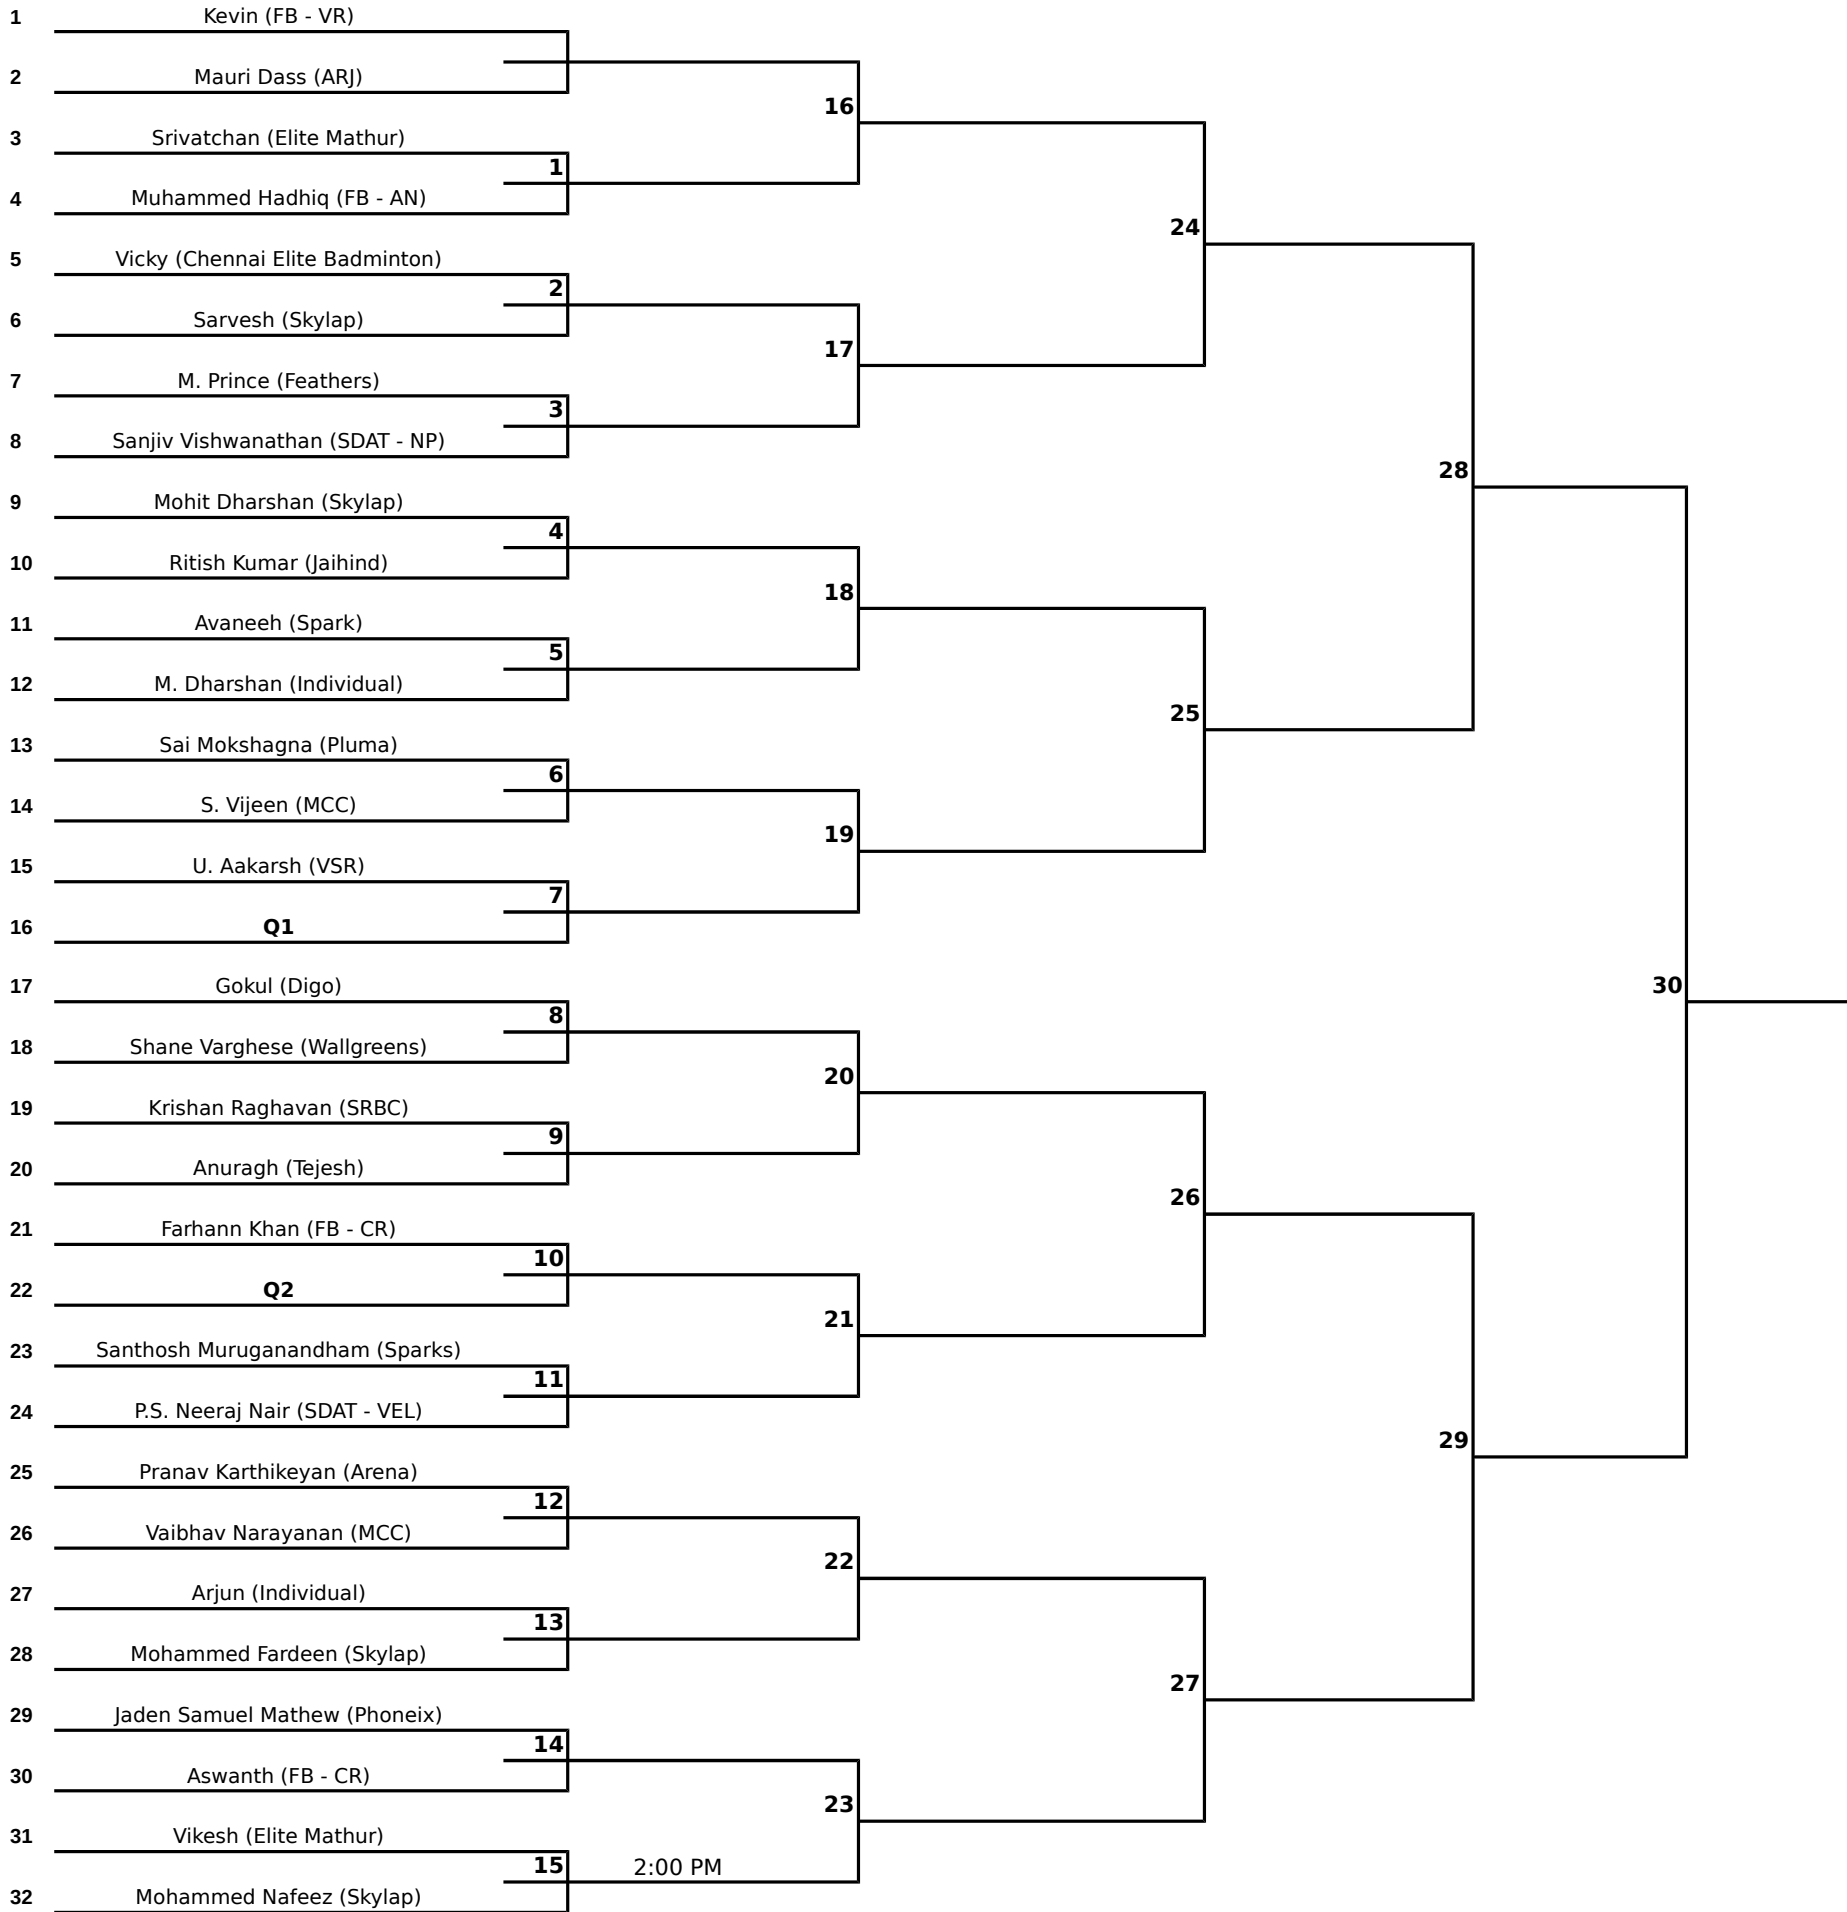 1 Kevin (FB - VR)
2 Mauri Dass (ARJ)
16
3 Srivatchan (Elite Mathur)
1
4 Muhammed Hadhiq (FB - AN)
24
5 Vicky (Chennai Elite Badminton)
2
6 Sarvesh (Skylap)
17
7 M. Prince (Feathers)
3
8 Sanjiv Vishwanathan (SDAT - NP)
28
9 Mohit Dharshan (Skylap)
4
10 Ritish Kumar (Jaihind)
18
11 Avaneeh (Spark)
5
12 M. Dharshan (Individual)
25
13 Sai Mokshagna (Pluma)
6
14 S. Vijeen (MCC)
19
15 U. Aakarsh (VSR)
7
16 Q1
17 Gokul (Digo)
30
8
18 Shane Varghese (Wallgreens)
20
19 Krishan Raghavan (SRBC)
9
20 Anuragh (Tejesh)
26
21 Farhann Khan (FB - CR)
10
22 Q2
21
23 Santhosh Muruganandham (Sparks)
11
24 P.S. Neeraj Nair (SDAT - VEL)
29
25 Pranav Karthikeyan (Arena)
12
26 Vaibhav Narayanan (MCC)
22
27 Arjun (Individual)
13
28 Mohammed Fardeen (Skylap)
27
29 Jaden Samuel Mathew (Phoneix)
14
30 Aswanth (FB - CR)
23
31 Vikesh (Elite Mathur)
15 2:00 PM
32 Mohammed Nafeez (Skylap)